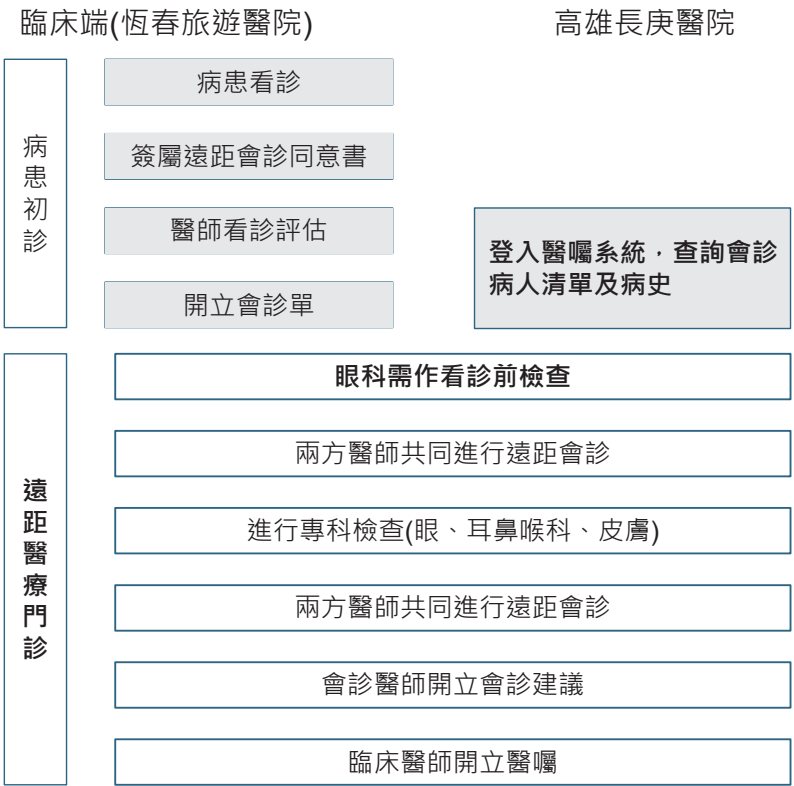 臨床端(恆春旅遊醫院)
高雄長庚醫院
病患初診
病患看診
簽屬遠距會診同意書
醫師看診評估
開立會診單
登入醫囑系統，查詢會診
病人清單及病史
遠距醫療門診
眼科需作看診前檢查
兩方醫師共同進行遠距會診
進行專科檢查(眼、耳鼻喉科、皮膚)
兩方醫師共同進行遠距會診
會診醫師開立會診建議
臨床醫師開立醫囑